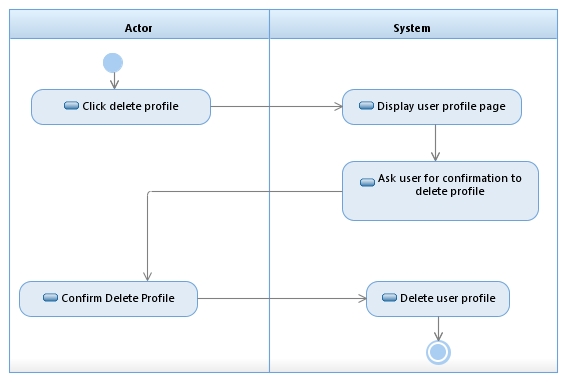 Actor
System
Click delete profile
Display user profile page
Ask user for confirmation to
delete profile
Confirm Delete Profile
Delete user profile